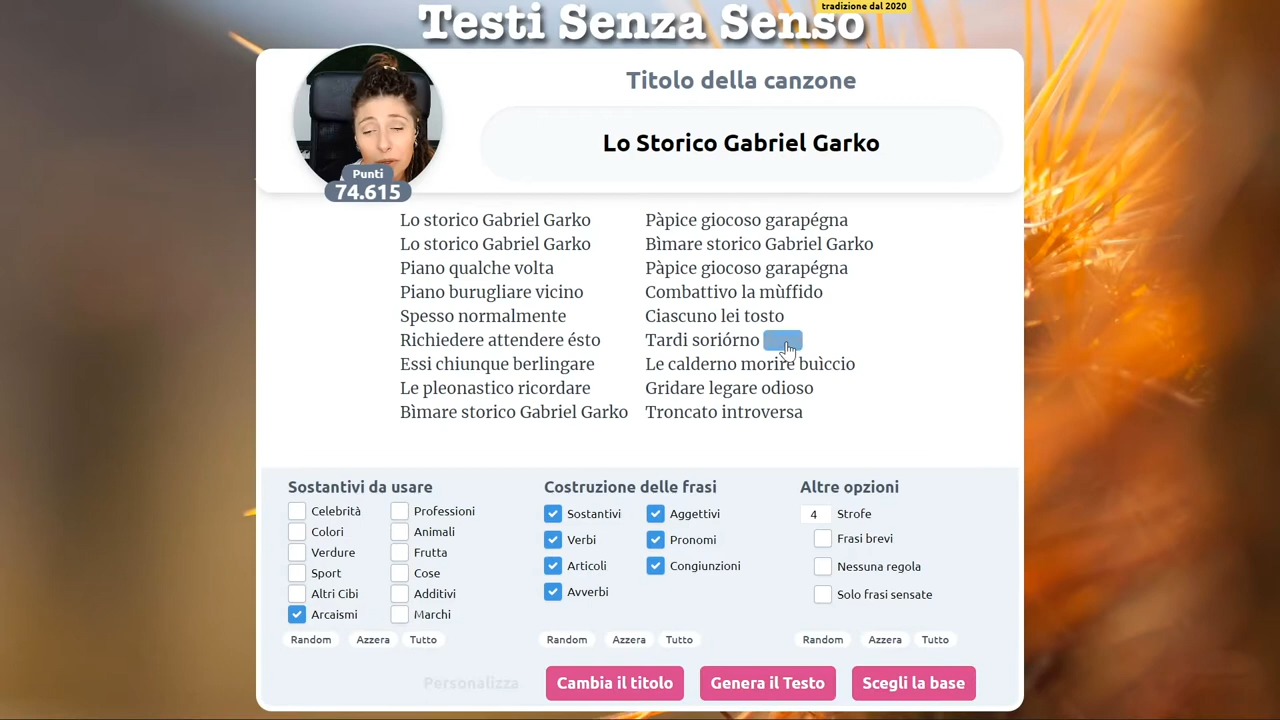 tradizione dal 2020
Testi Senza Senso
Titolo della canzone
Lo Storico Gabriel Garko
Punti
74.615
Lo storico Gabriel Garko
Lo storico Gabriel Garko
Piano qualche volta
Piano burugliare vicino
Spesso normalmente
Richiedere attendere ésto
Essi chiunque berlingare
Le pleonastico ricordare
Bìmare storico Gabriel Garko
Pàpice giocoso garapégna
Bìmare storico Gabriel Garko
Pàpice giocoso garapégna
Combattivo la mùffido
Ciascuno lei tosto
Tardi soriórno
Le calderno morire buìccio
Gridare legare odioso
Troncato introversa
Sostantivi da usare
Celebrità
Professioni
Colori
Animali
Verdure
Frutta
Sport
Cose
Altri Cibi
Additivi
Arcaismi
Marchi
Random
Azzera
Tutto
Costruzione delle frasi
Sostantivi
Aggettivi
Verbi
Pronomi
Articoli
Congiunzioni
Avverbi
Random
Azzera
Tutto
Altre opzioni
4 Strofe
Frasi brevi
Nessuna regola
Solo frasi sensate
Random
Azzera
Tutto
Personalizza
Cambia il titolo
Genera il Testo
Scegli la base